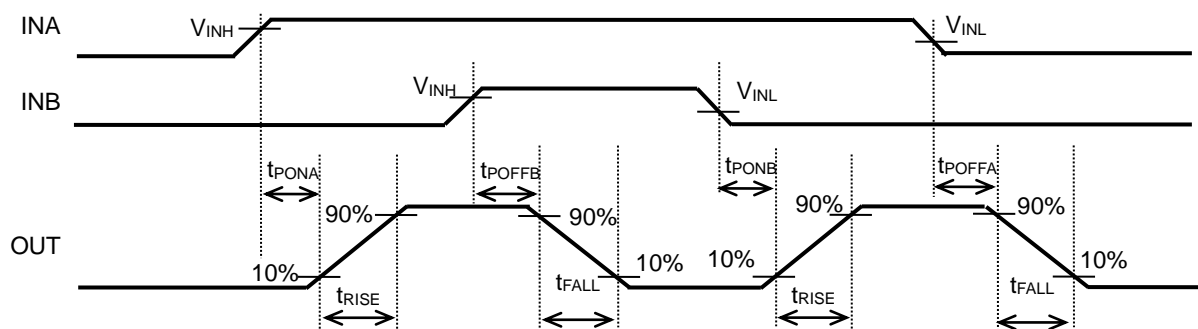 INA
VINH
VINL
INB
VINH
VINL
tPONA
tPOFFB
tPONB
tPOFFA
OUT
90%
90%
90%
90%
10%
10%
10%
10%
tRISE
tFALL
tRISE
tFALL